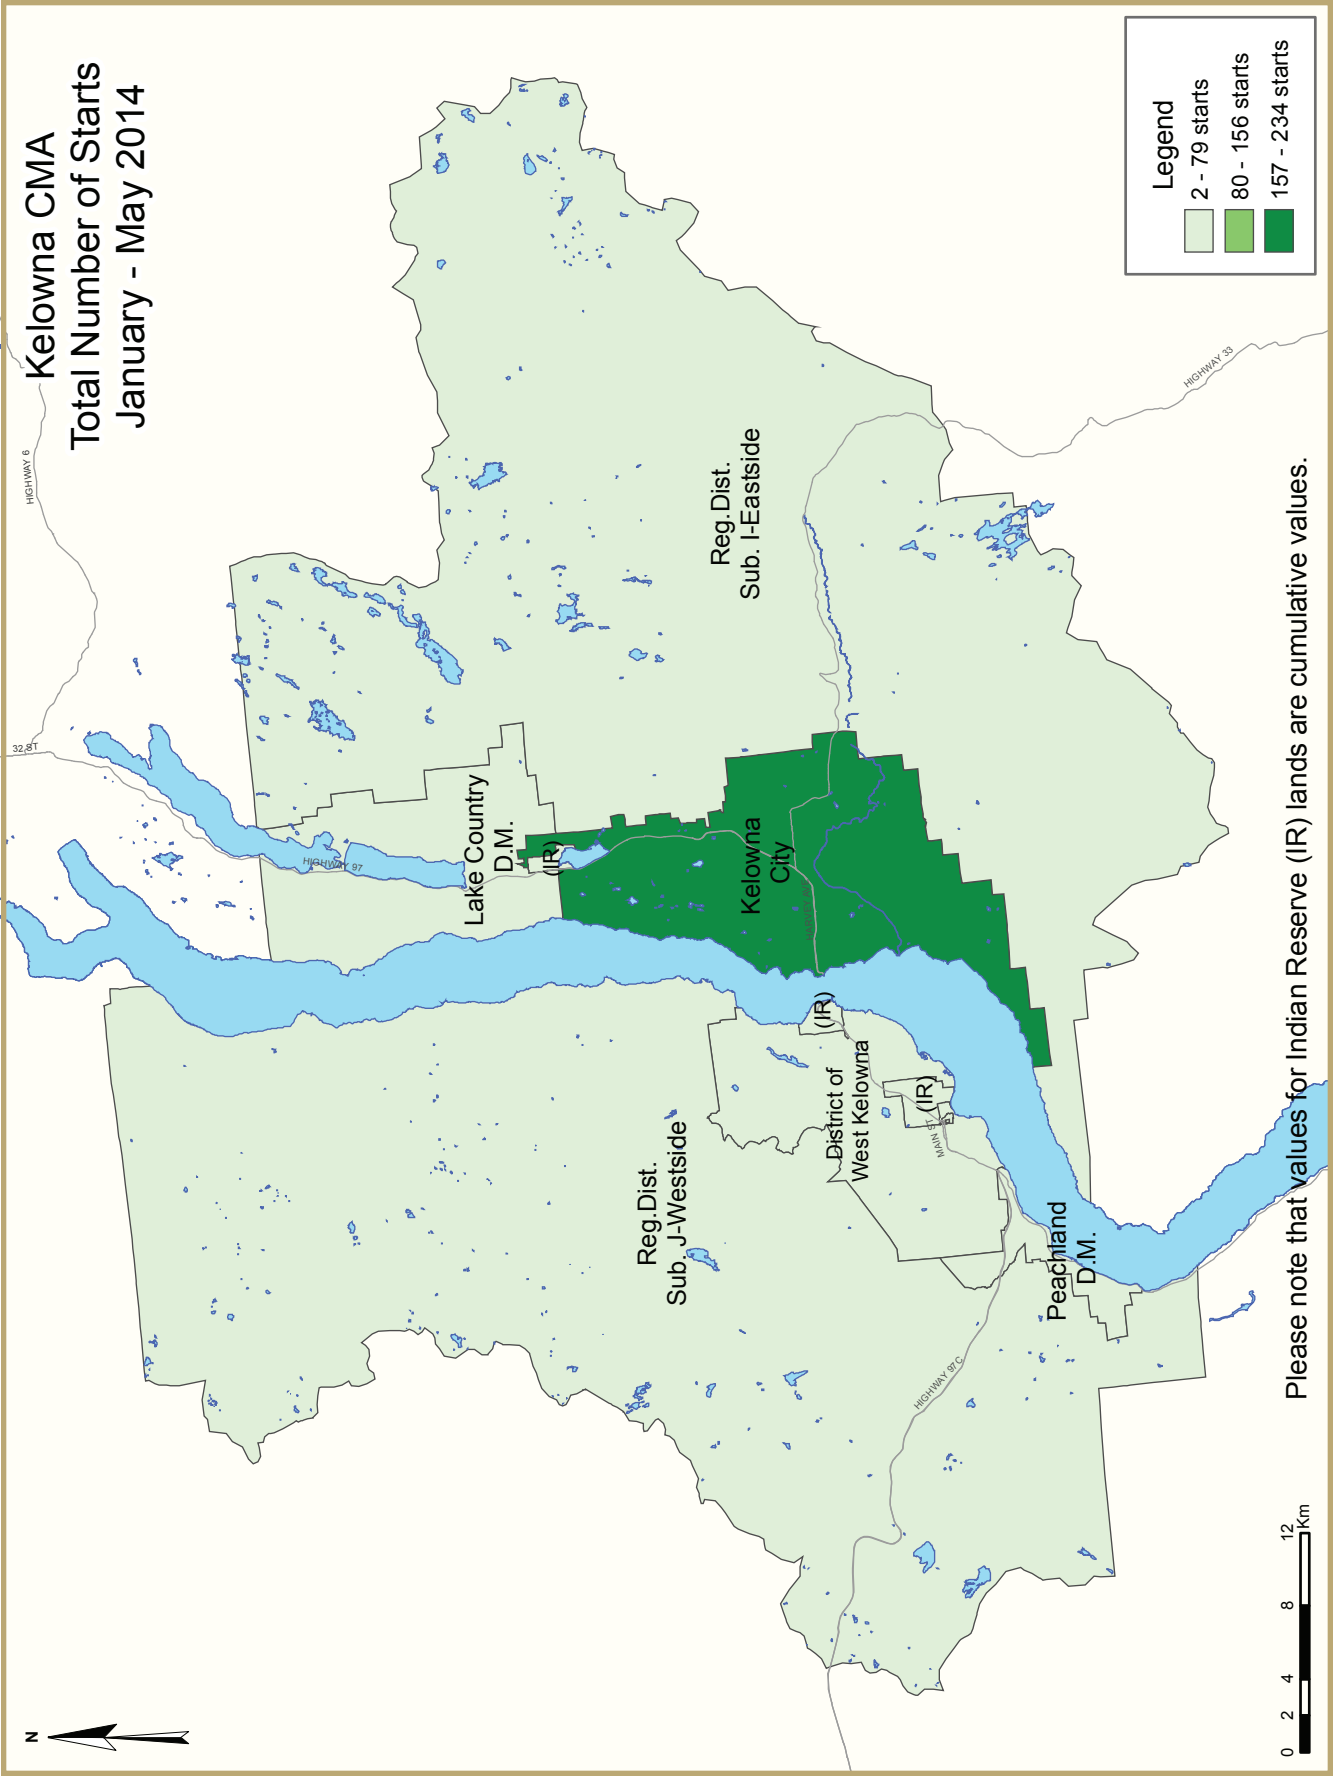 Kelowna CMA
Total Number of Starts
January - May 2014
N
HIGHWAY 6
32 ST
HIGHWAY 97
Lake Country
D.M.
(IR)
Reg.Dist.
Sub. I-Eastside
Reg.Dist.
Sub. J-Westside
Kelowna
City
HARVEY AVE
(IR)
District of
West Kelowna
(IR)
MAIN ST
Peachland
D.M.
HIGHWAY 97C
HIGHWAY 33
Legend
2 - 79 starts
80 - 156 starts
157 - 234 starts
0 2 4 8 12
Km
Please note that values for Indian Reserve (IR) lands are cumulative values.